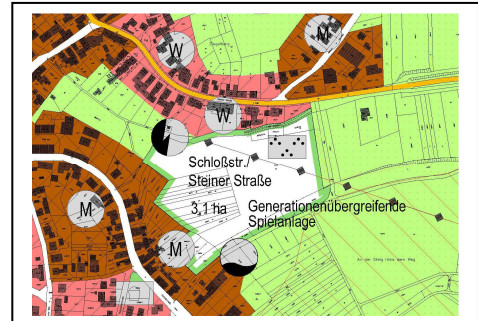 W
M
W
Schloßstr./
Steiner Straße
3,1 ha
Generationenübergreifende
Spielanlage
M
M